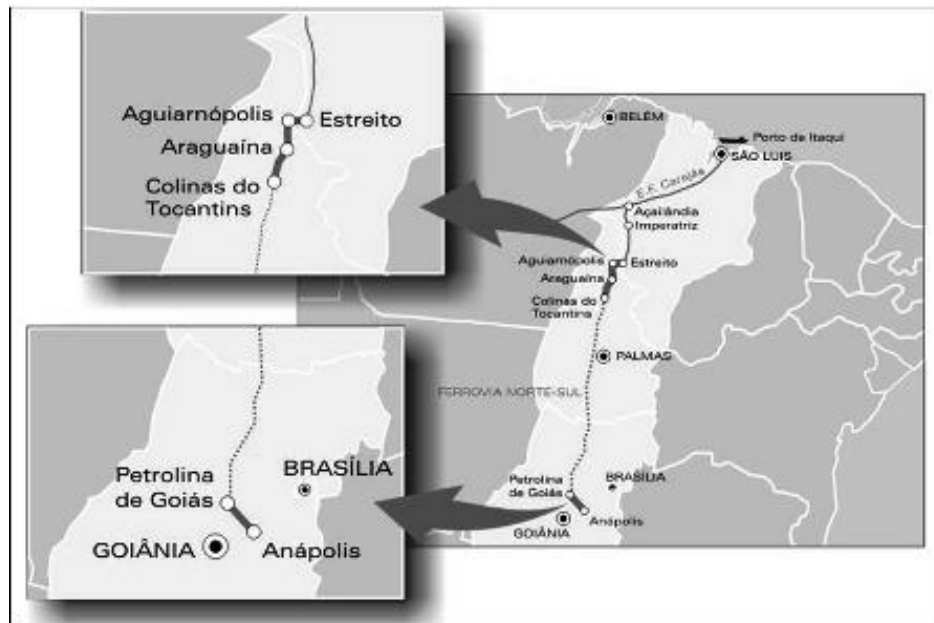 Aguiarnópolis
Estreito
Araguaína
Colinas do
Tocantins
BELÉM
Porto de Itaqui
SÃO LUIS
E.F. Carajás
Açailândia
Imperatriz
Aguiarnópolis
Estreito
Araguaína
Colinas do
Tocantins
PALMAS
FERROVIA NORTE-SUL
BRASÍLIA
Petrolina
de Goiás
Anápolis
GOIÂNIA
BRASÍLIA
Petrolina
de Goiás
GOIÂNIA
Anápolis